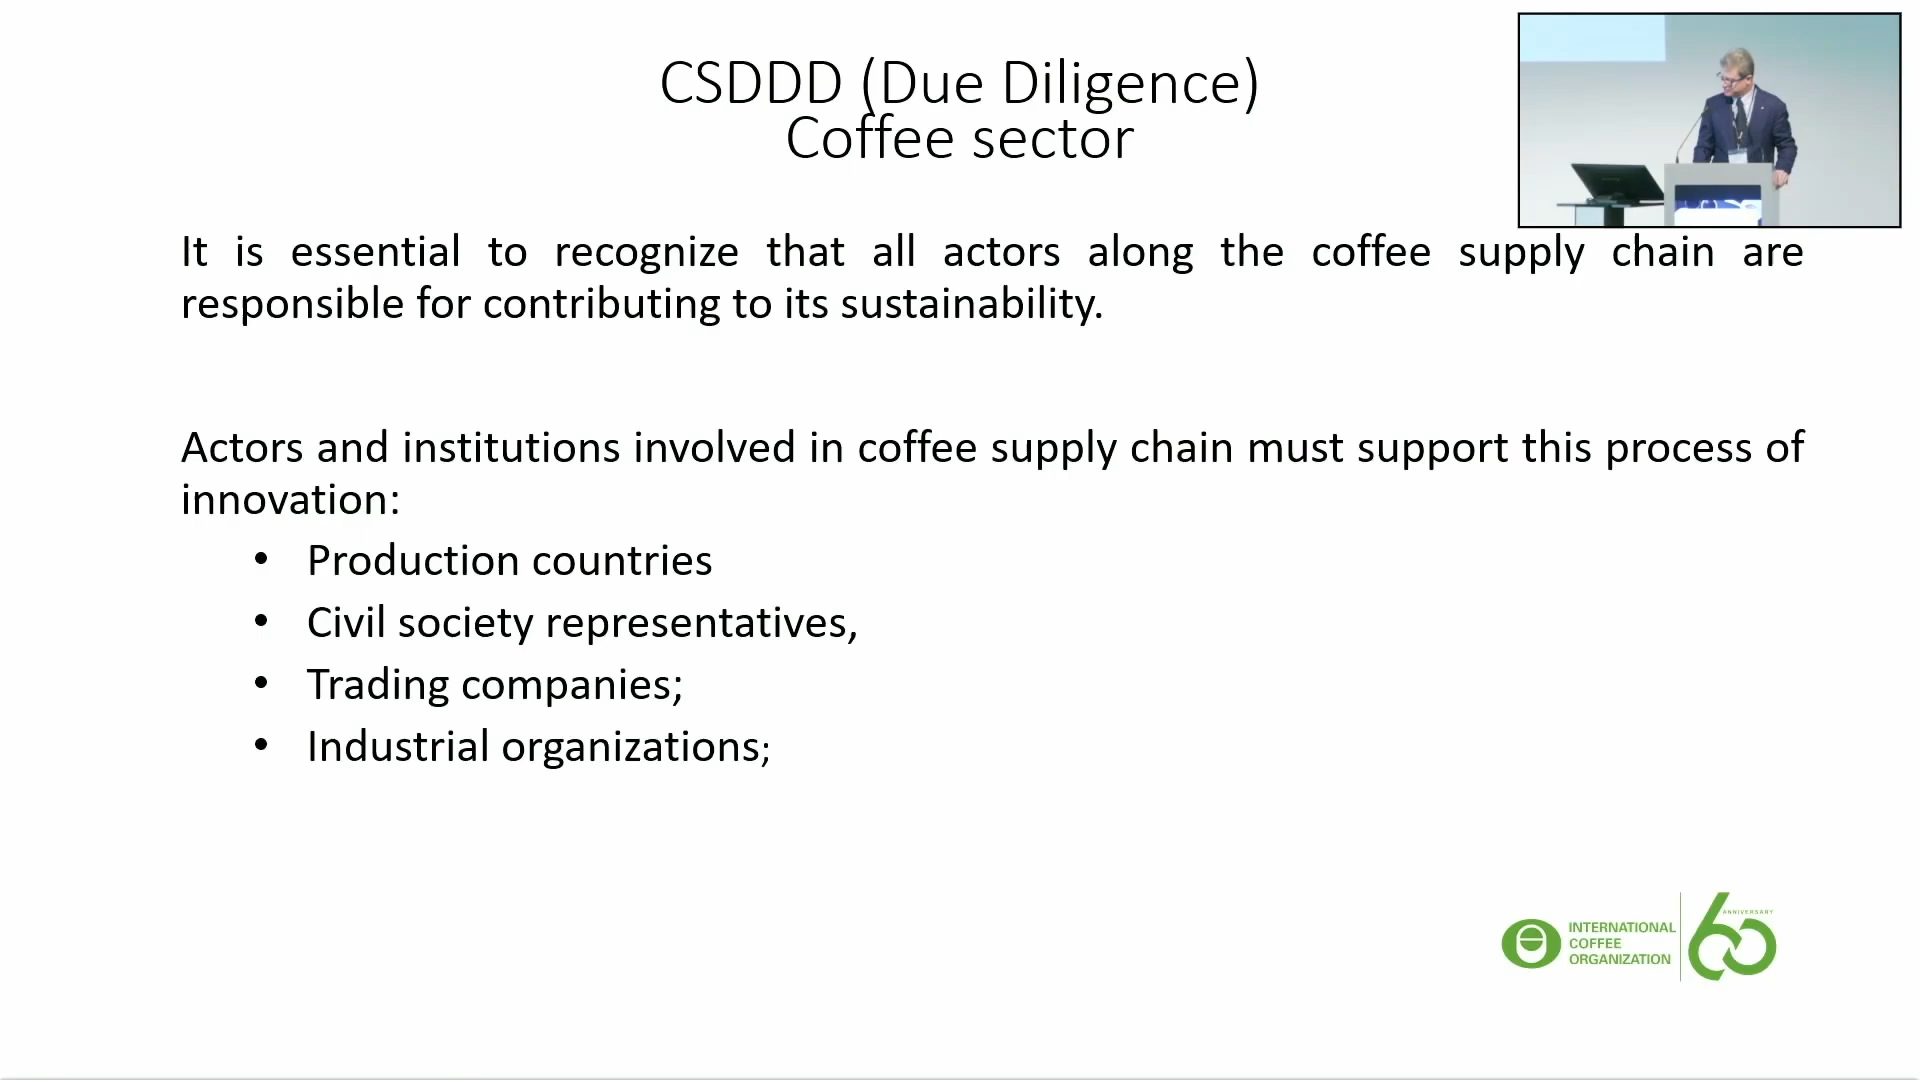 CSDDD (Due Diligence)
Coffee sector
It is essential to recognize that all actors along the coffee supply chain are
responsible for contributing to its sustainability.
Actors and institutions involved in coffee supply chain must support this process of
innovation:
• Production countries
• Civil society representatives,
• Trading companies;
• Industrial organizations;
INTERNATIONAL
COFFEE
ORGANIZATION
60
ANNIVERSARY